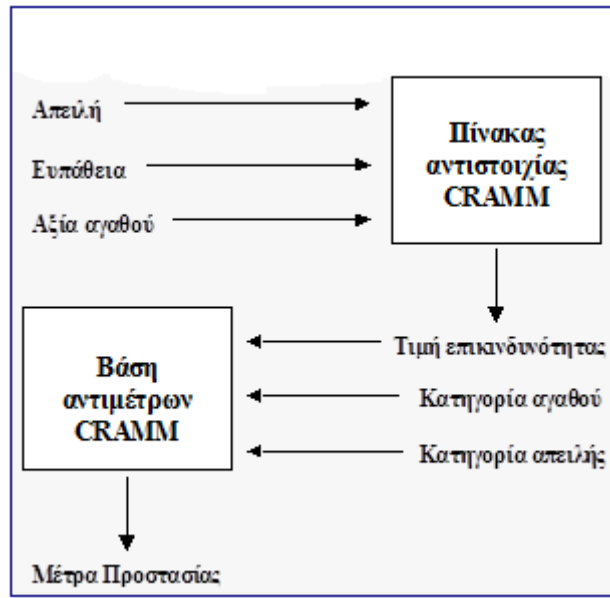 Απειλή
Ευπάθεια
Αξία αγαθού
Πίνακας
αντιστοιχίας
CRAMM
Τιμή επικινδυνότητας
Κατηγορία αγαθού
Κατηγορία απειλής
Βάση
αντιμέτρων
CRAMM
Μέτρα Προστασίας